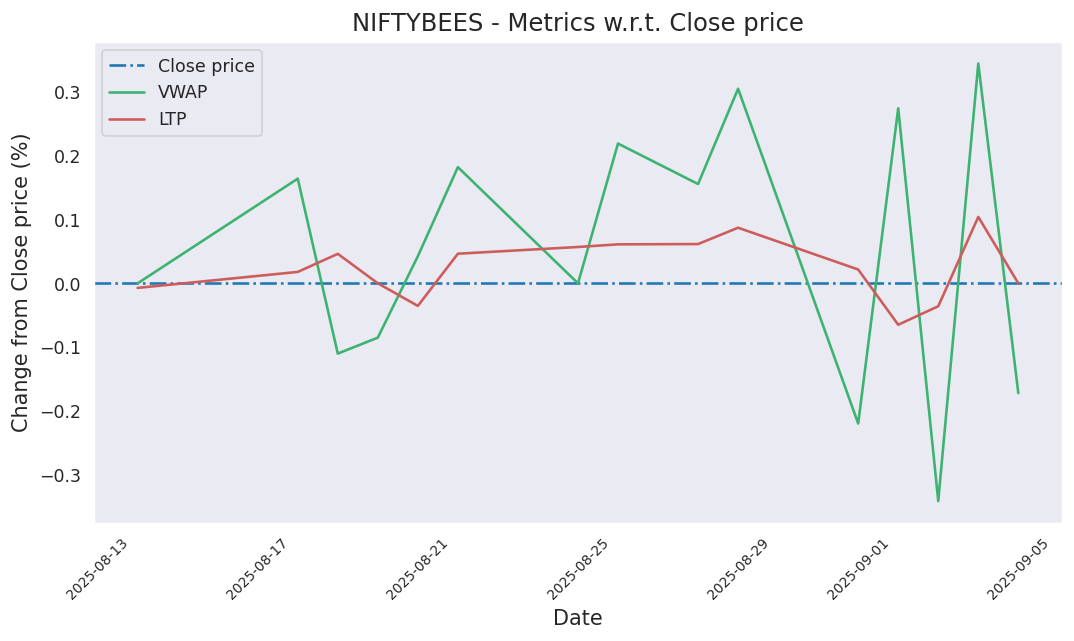 NIFTYBEES - Metrics w.r.t. Close price
Close price
VWAP
LTP
Change from Close price (%)
0.3
0.2
0.1
0.0
−0.1
−0.2
−0.3
2025-08-13
2025-08-17
2025-08-21
2025-08-25
2025-08-29
2025-09-01
2025-09-05
Date